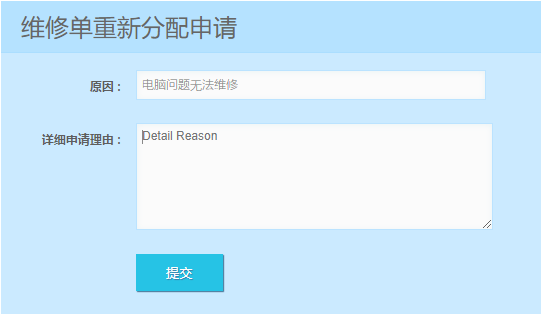 维修单重新分配申请
原因：
电脑问题无法维修
详细申请理由：
Detail Reason
提交